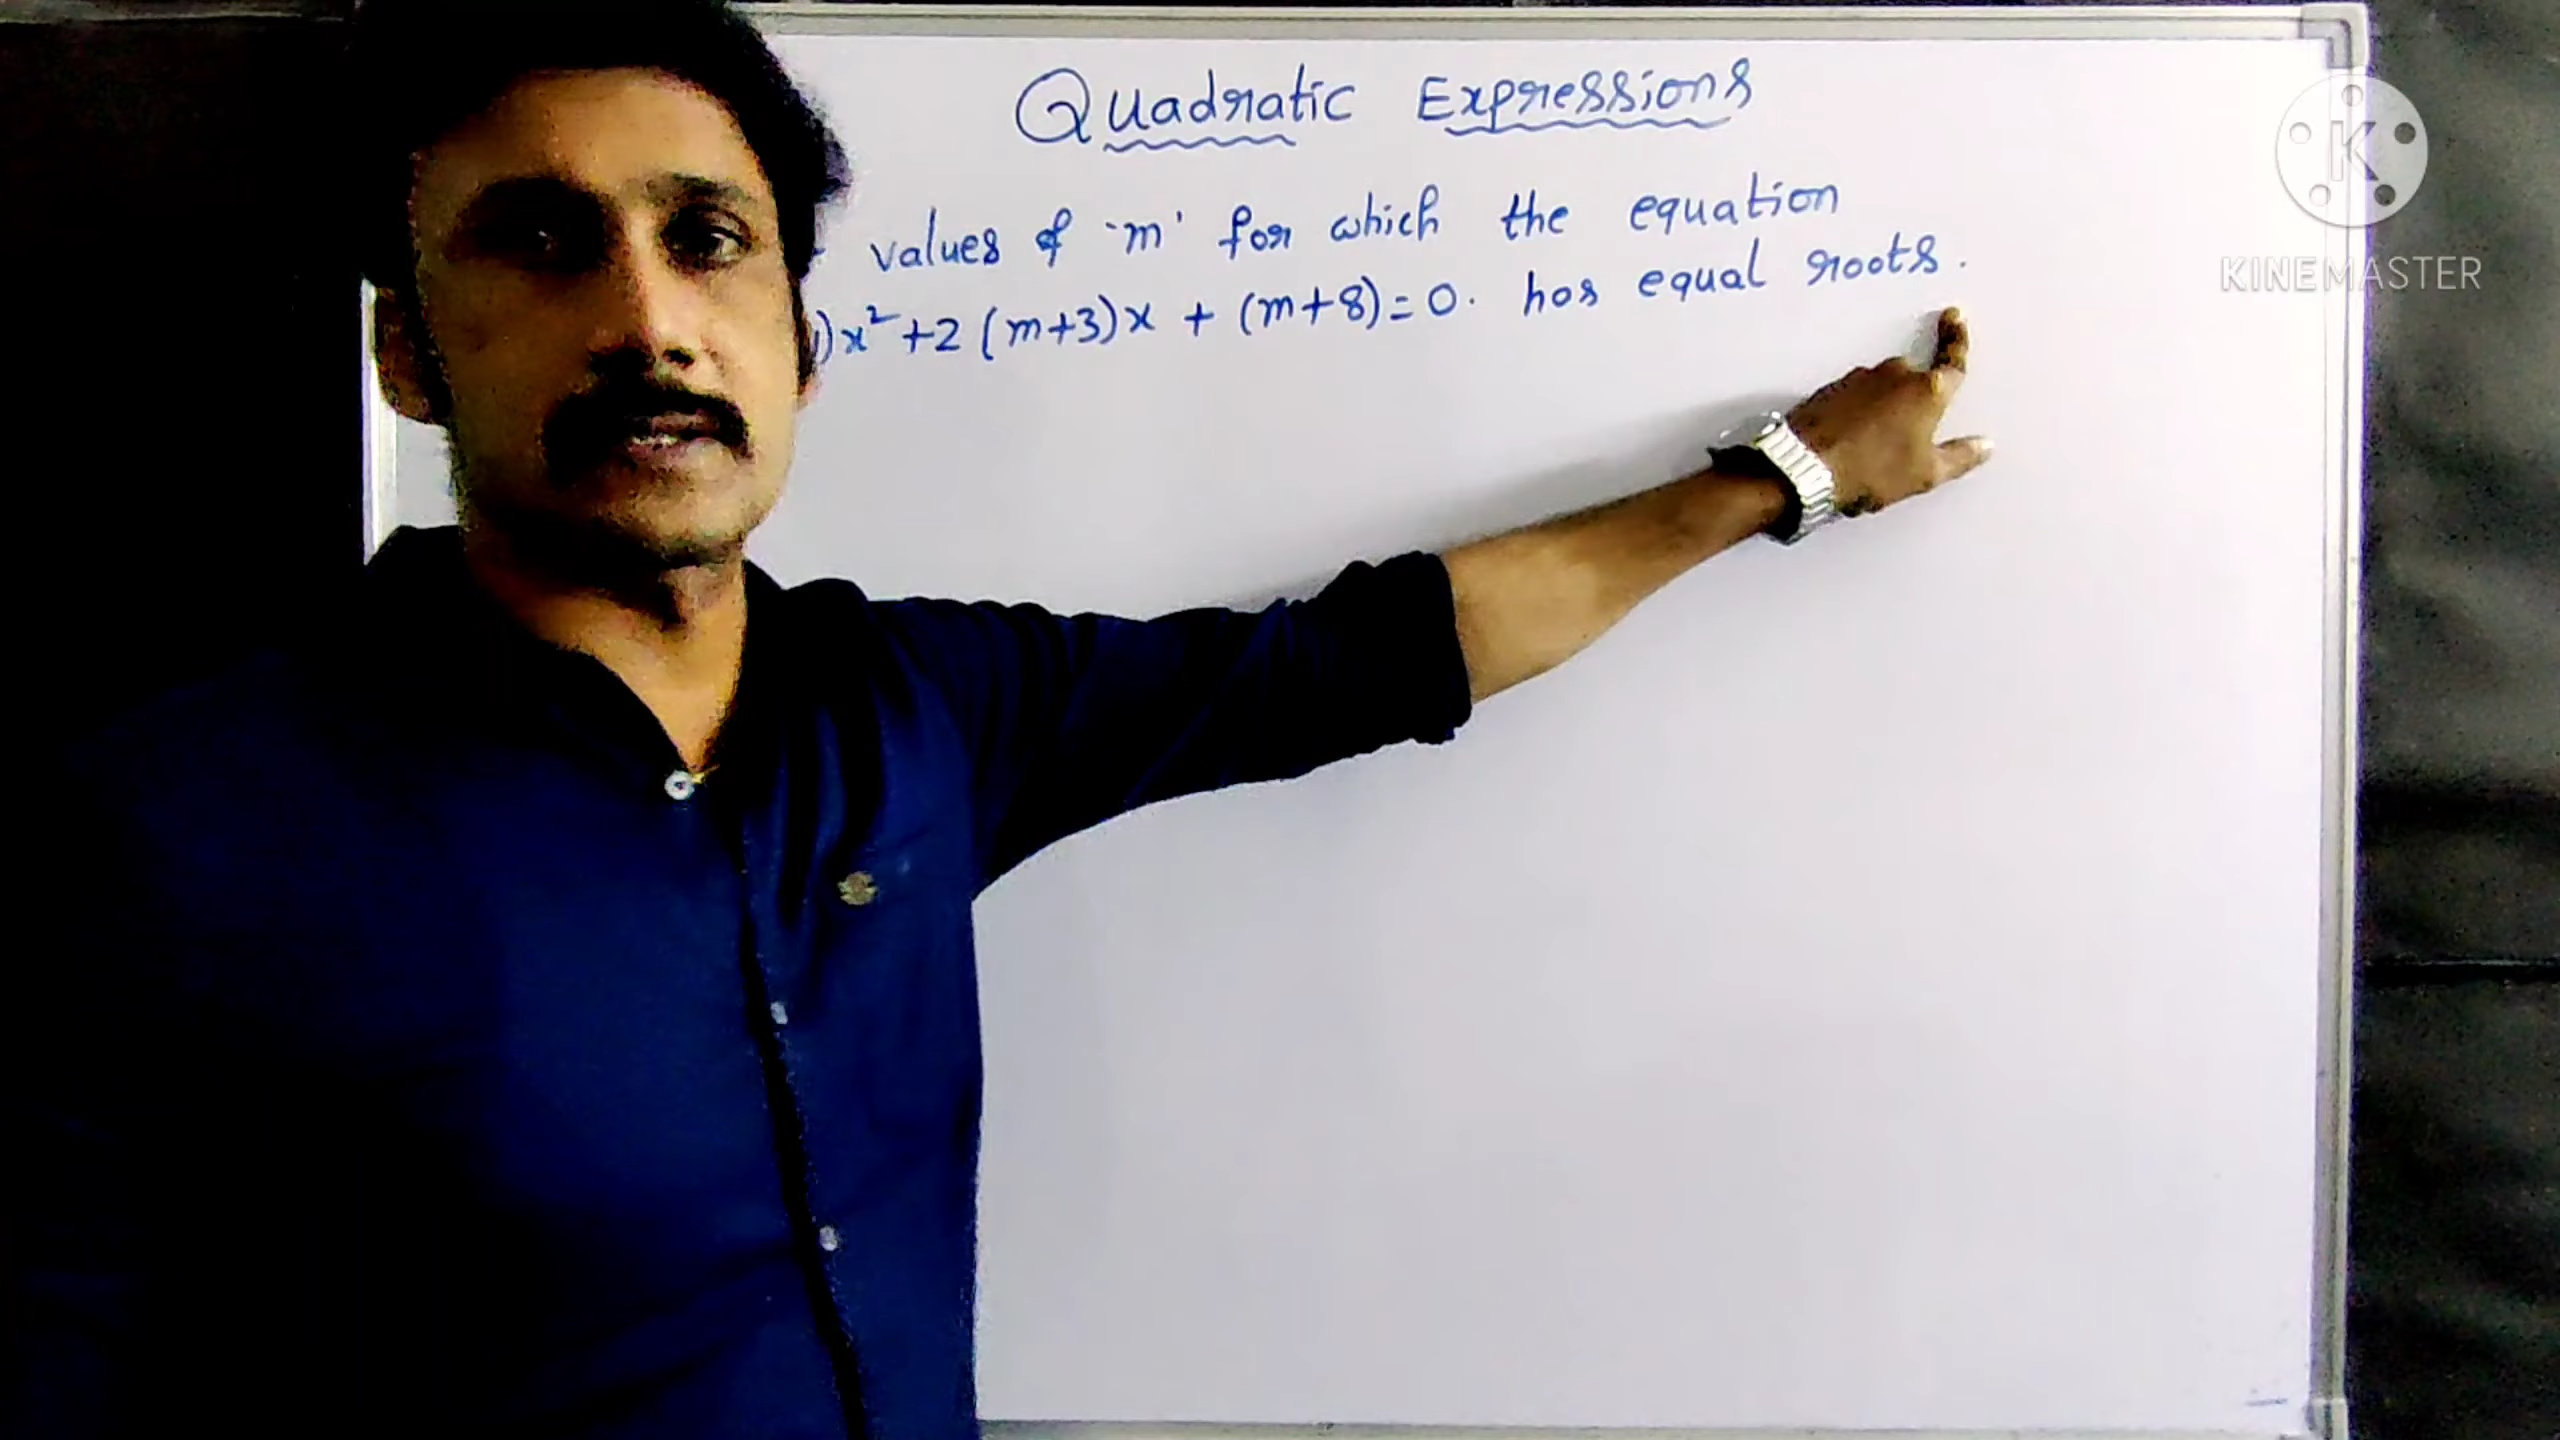 Quadratic Expressions
values of 'm' for which the equation
)x²+2(m+3)x + (m+8)=0. has equal roots.
K
KINEMASTER